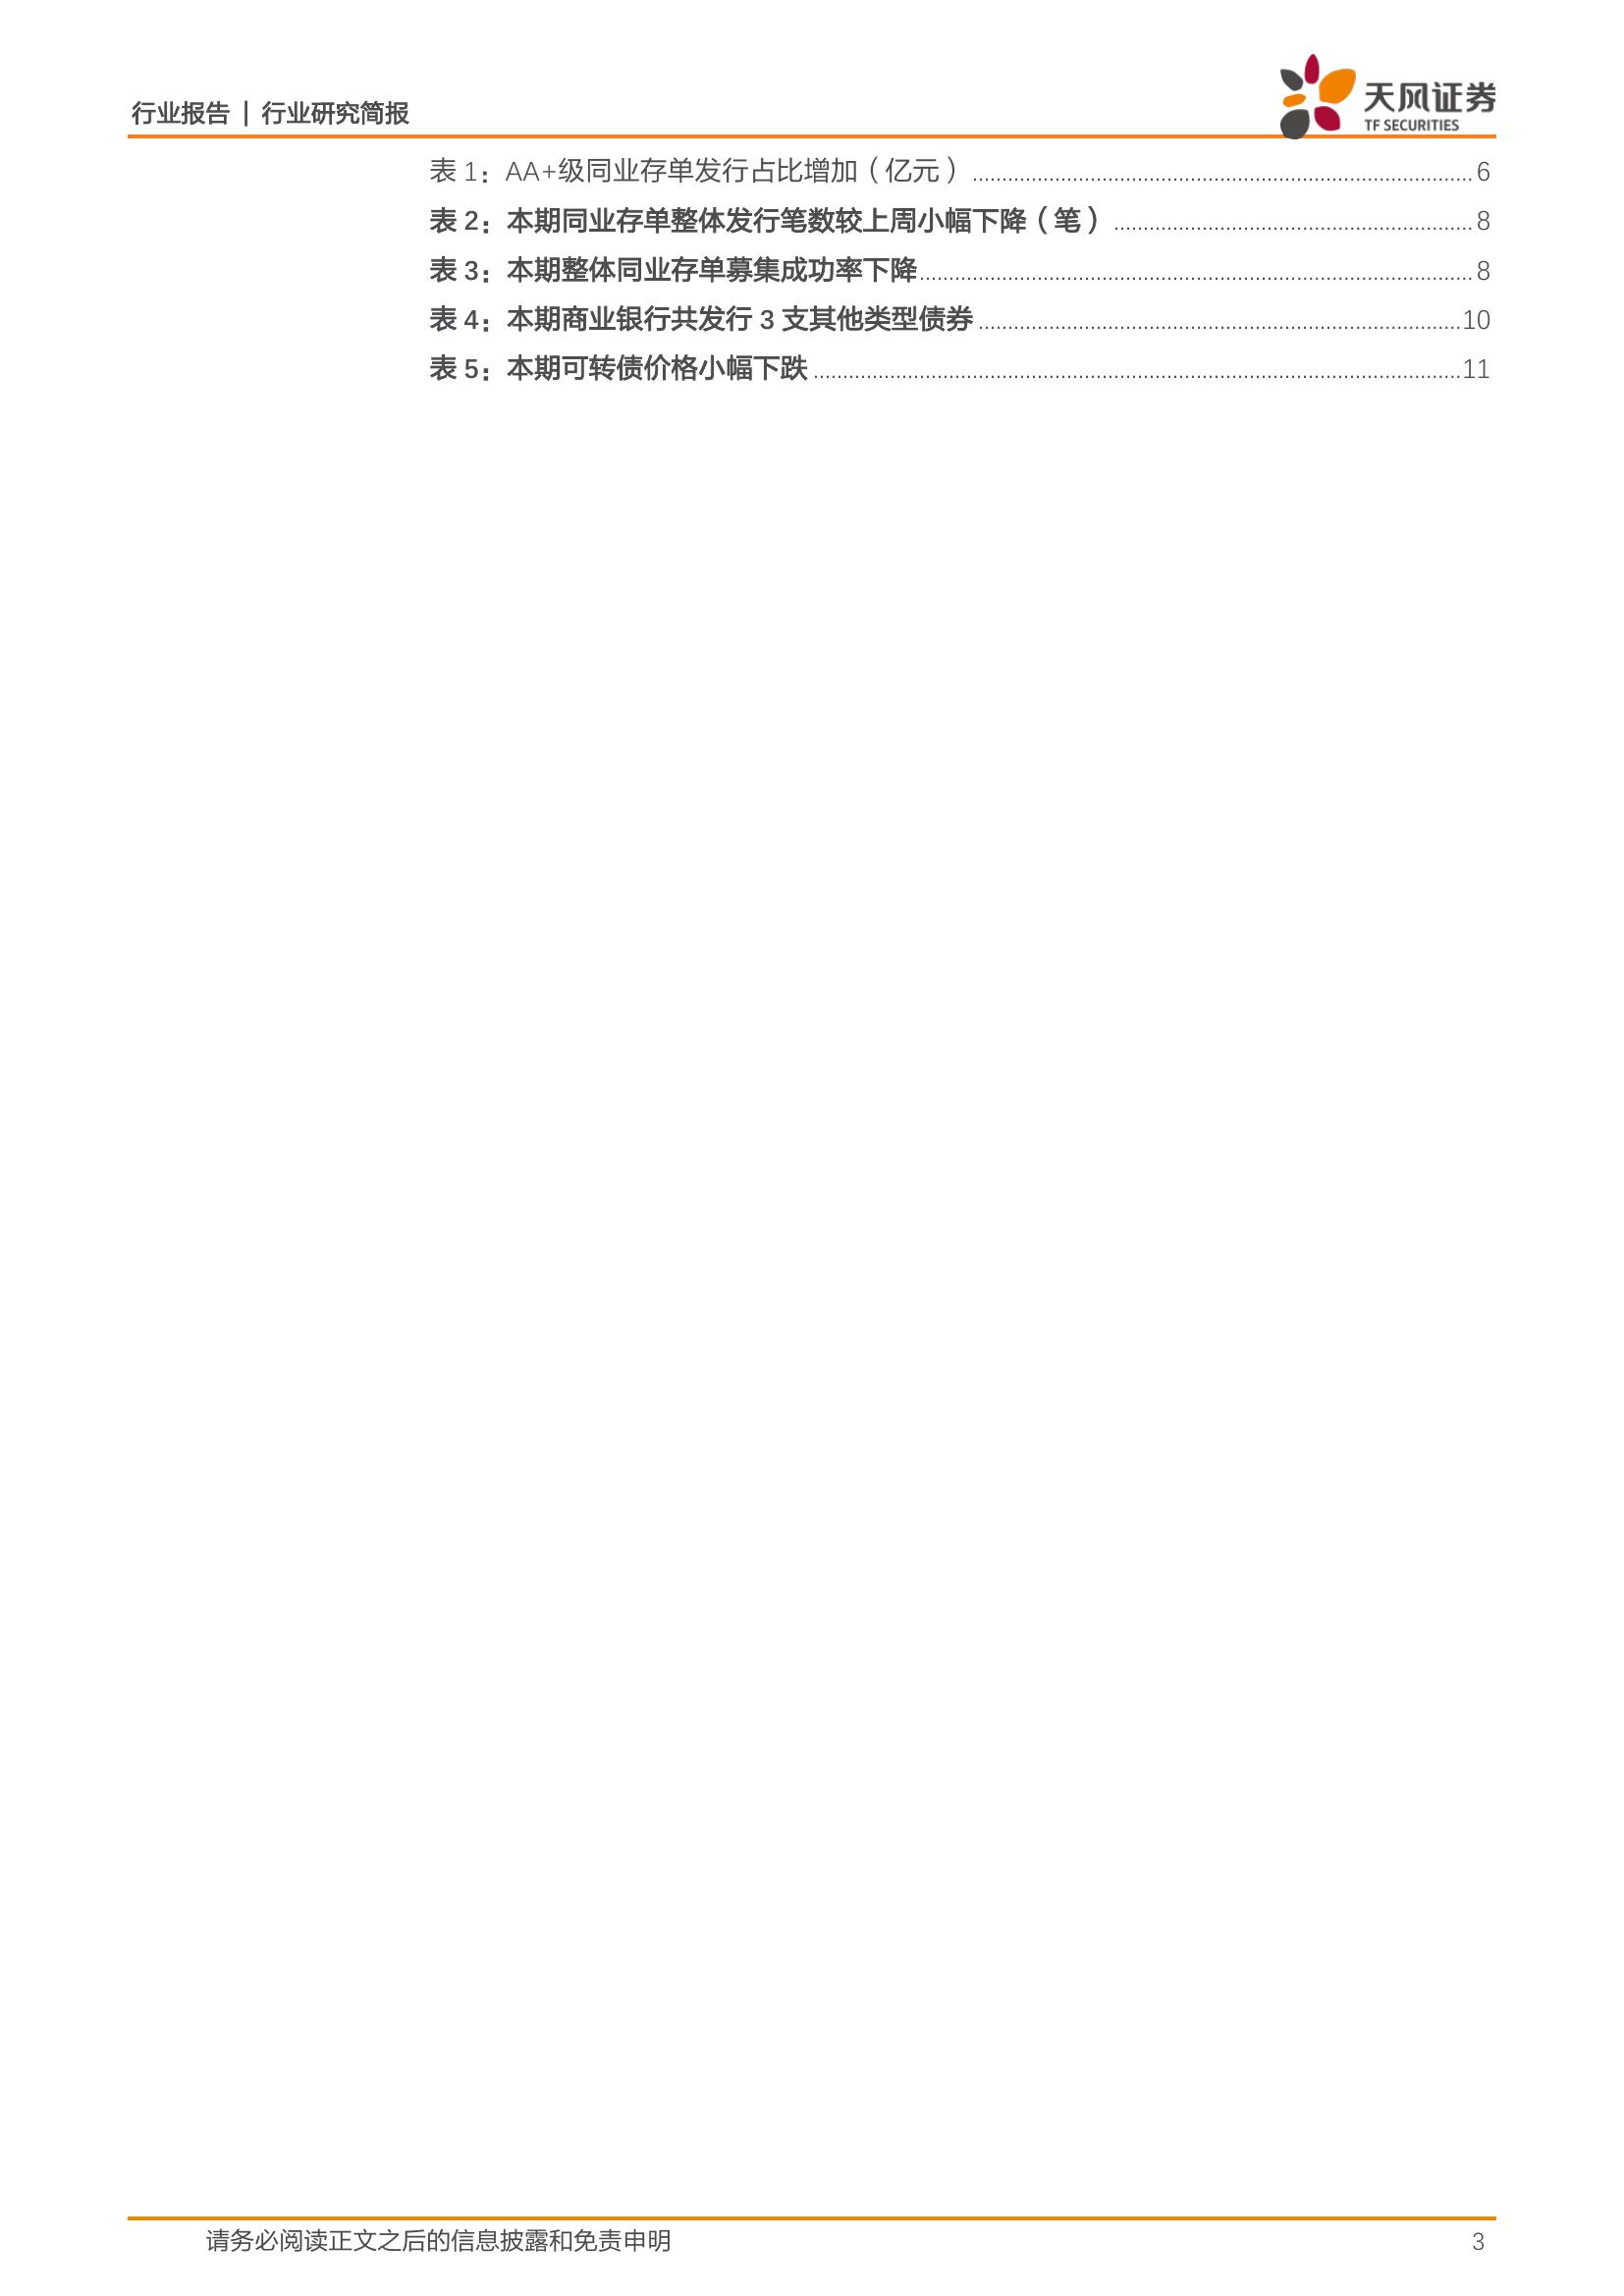 行业报告 | 行业研究简报
天风证券
TF SECURITIES
表 1：AA+级同业存单发行占比增加（亿元）........................................6
表 2：本期同业存单整体发行笔数较上周小幅下降（笔）........................................8
表 3：本期整体同业存单募集成功率下降........................................8
表 4：本期商业银行共发行 3 支其他类型债券........................................10
表 5：本期可转债价格小幅下跌........................................11
请务必阅读正文之后的信息披露和免责申明 3